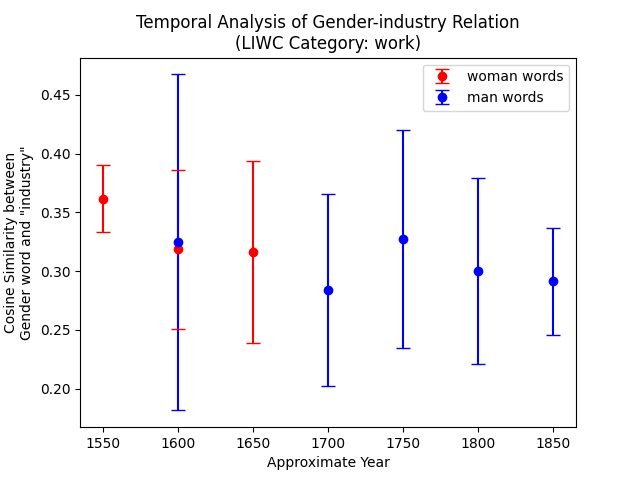 Temporal Analysis of Gender-industry Relation
(LIWC Category: work)
woman words
man words
Cosine Similarity between
Gender word and "industry"
0.45
0.40
0.35
0.30
0.25
0.20
1550 1600 1650 1700 1750 1800 1850
Approximate Year